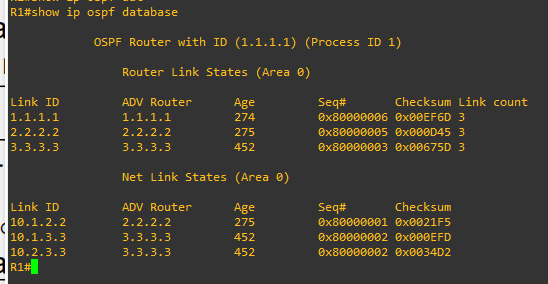 R1#show ip ospf database
OSPF Router with ID (1.1.1.1) (Process ID 1)
Router Link States (Area 0)
Link ID ADV Router Age Seq# Checksum Link count
1.1.1.1 1.1.1.1 274 0x80000006 0x00EF6D 3
2.2.2.2 2.2.2.2 275 0x80000005 0x000D45 3
3.3.3.3 3.3.3.3 452 0x80000003 0x00675D 3
Net Link States (Area 0)
Link ID ADV Router Age Seq# Checksum
10.1.2.2 2.2.2.2 275 0x80000001 0x0021F5
10.1.3.3 3.3.3.3 452 0x80000002 0x000EFD
10.2.3.3 3.3.3.3 452 0x80000002 0x0034D2
R1#